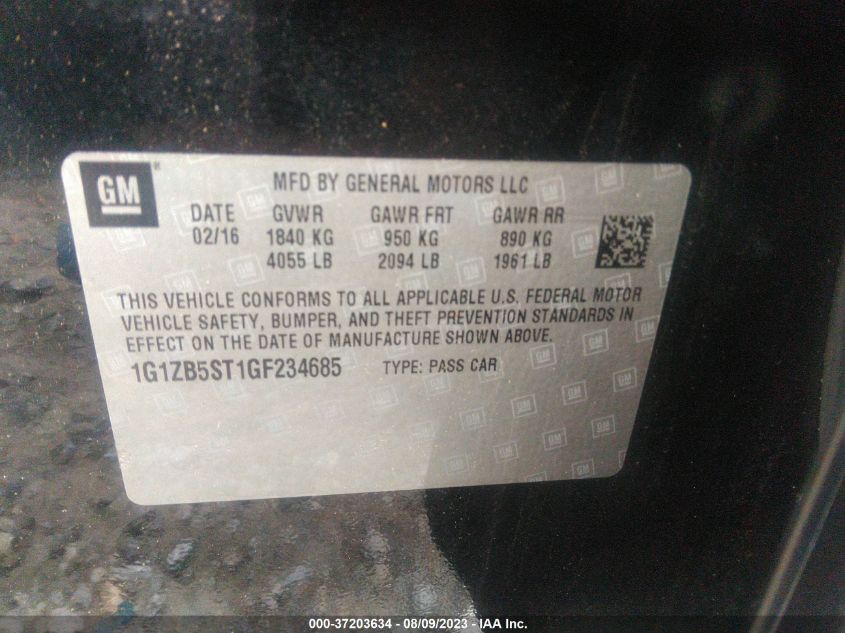 GM
MFD BY GENERAL MOTORS LLC
DATE GVWR GAWR FRT GAWR RR
02/16 1840 KG 950 KG 890 KG
4055 LB 2094 LB 1961 LB
THIS VEHICLE CONFORMS TO ALL APPLICABLE U.S. FEDERAL MOTOR
VEHICLE SAFETY, BUMPER, AND THEFT PREVENTION STANDARDS IN
EFFECT ON THE DATE OF MANUFACTURE SHOWN ABOVE.
1G1ZB5ST1GF234685 TYPE: PASS CAR
000-37203634 - 08/09/2023 - IAA Inc.